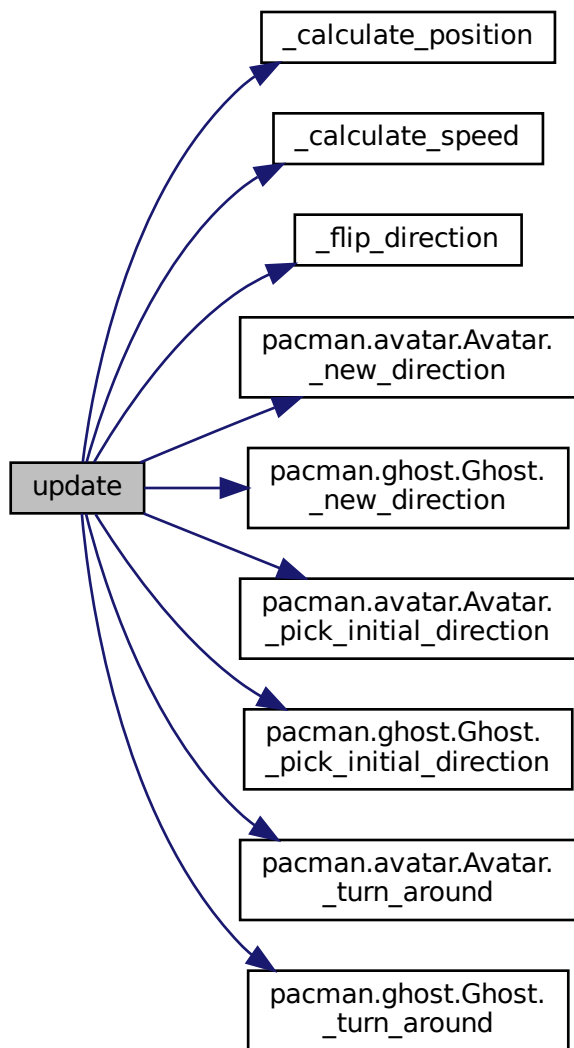 _calculate_position
_calculate_speed
_flip_direction
pacman.avatar.Avatar.
_new_direction
update
pacman.ghost.Ghost.
_new_direction
pacman.avatar.Avatar.
_pick_initial_direction
pacman.ghost.Ghost.
_pick_initial_direction
pacman.avatar.Avatar.
_turn_around
pacman.ghost.Ghost.
_turn_around